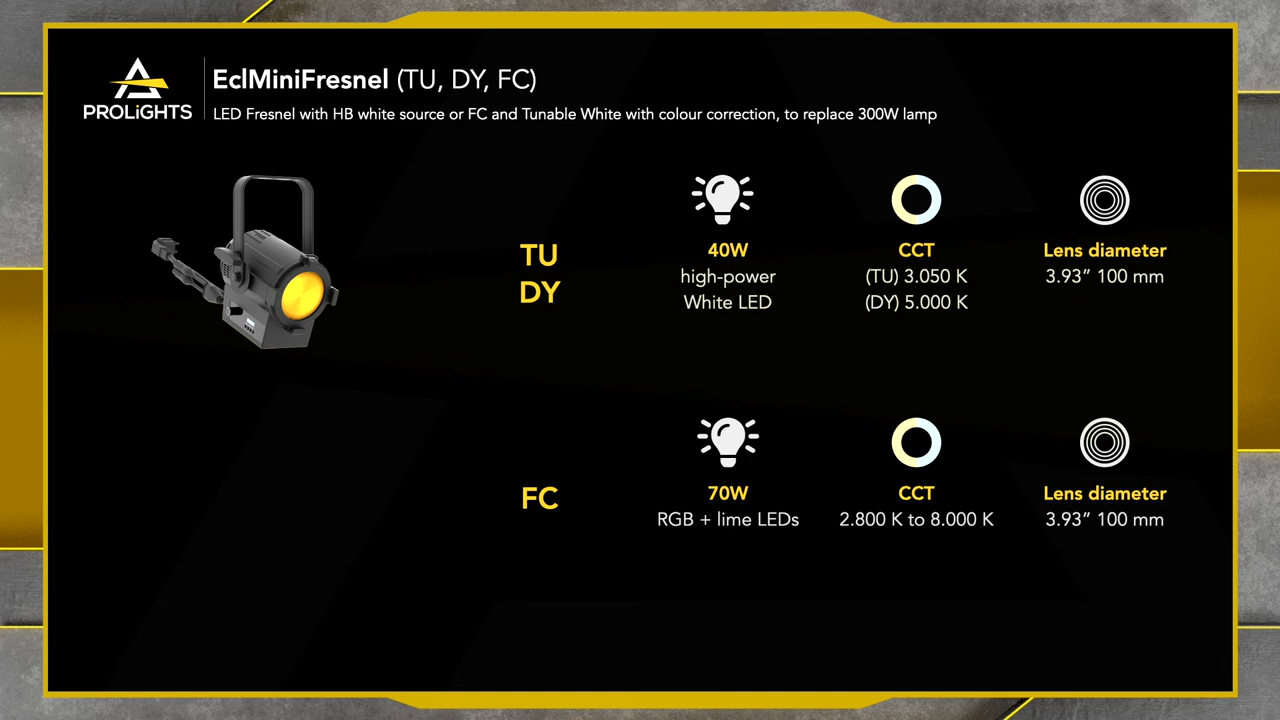 PROLiGHTS
EclMiniFresnel (TU, DY, FC)
LED Fresnel with HB white source or FC and Tunable White with colour correction, to replace 300W lamp
TU
DY
40W
high-power
White LED
CCT
(TU) 3.050 K
(DY) 5.000 K
Lens diameter
3.93” 100 mm
FC
70W
RGB + lime LEDs
CCT
2.800 K to 8.000 K
Lens diameter
3.93” 100 mm